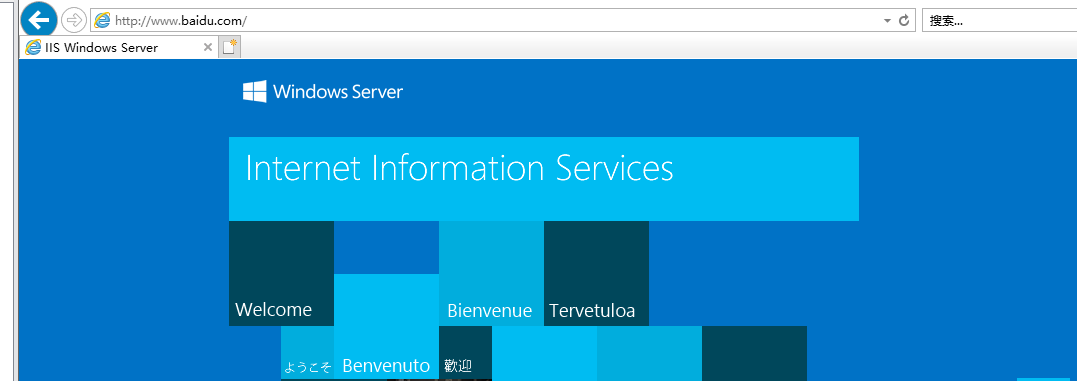 http://www.baidu.com/
搜索...
IIS Windows Server
Windows Server
Internet Information Services
Welcome
Bienvenue
Tervetuloa
ようこそ
Benvenuto
歡迎